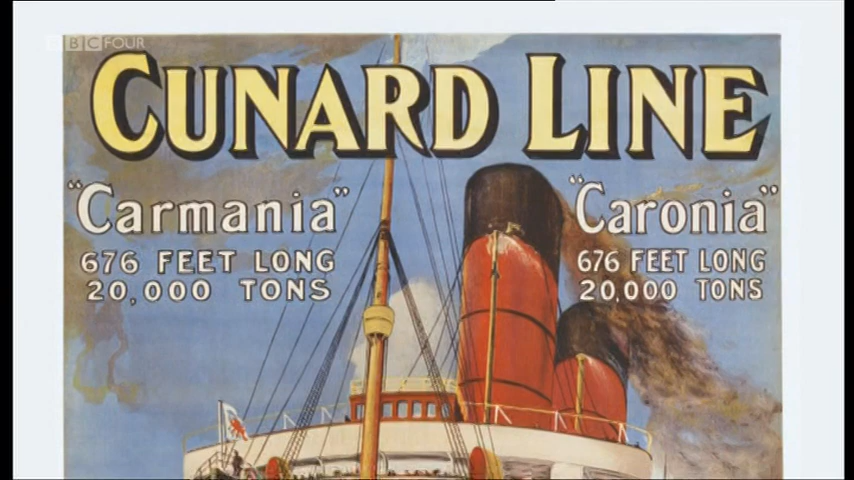 BBC FOUR
CUNARD LINE
"Carmania" "Caronia"
676 FEET LONG 676 FEET LONG
20,000 TONS 20,000 TONS